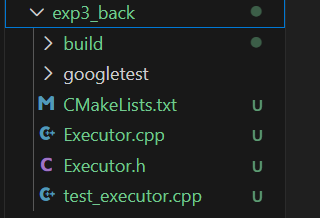 exp3_back
build
googletest
CMakeLists.txt U
Executor.cpp U
Executor.h U
test_executor.cpp U